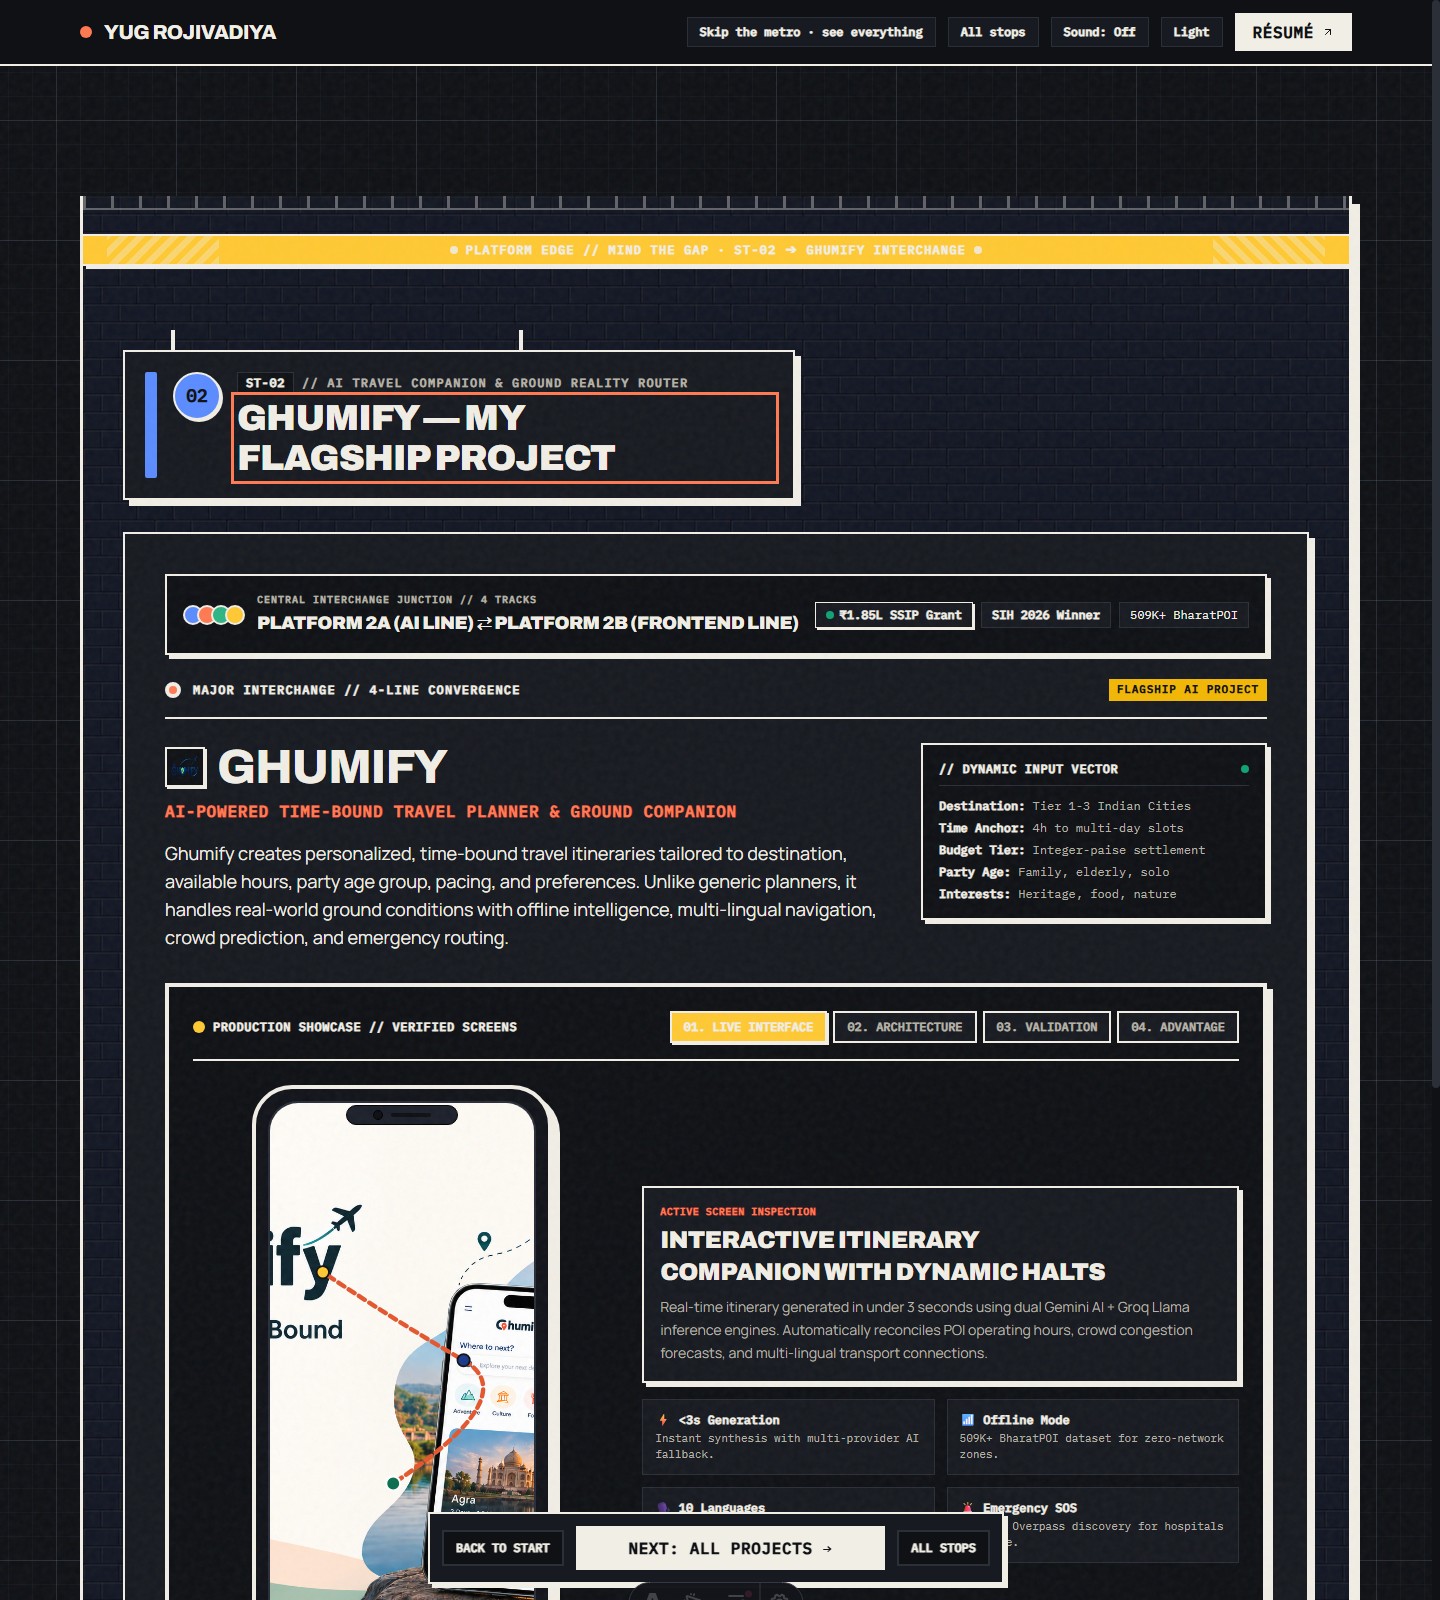 YUG ROJIVADIYA
Skip the metro · see everything
All stops
Sound: Off
Light
RÉSUMÉ ↗
PLATFORM EDGE // MIND THE GAP · ST-02 ➔ GHUMIFY INTERCHANGE
02
ST-02 // AI TRAVEL COMPANION & GROUND REALITY ROUTER
GHUMIFY — MY
FLAGSHIP PROJECT
CENTRAL INTERCHANGE JUNCTION // 4 TRACKS
PLATFORM 2A (AI LINE) ⇄ PLATFORM 2B (FRONTEND LINE)
₹1.85L SSIP Grant
SIH 2026 Winner
509K+ BharatPOI
MAJOR INTERCHANGE // 4-LINE CONVERGENCE
FLAGSHIP AI PROJECT
GHUMIFY
AI-POWERED TIME-BOUND TRAVEL PLANNER & GROUND COMPANION
Ghumify creates personalized, time-bound travel itineraries tailored to destination,
available hours, party age group, pacing, and preferences. Unlike generic planners, it
handles real-world ground conditions with offline intelligence, multi-lingual navigation,
crowd prediction, and emergency routing.
// DYNAMIC INPUT VECTOR
Destination: Tier 1-3 Indian Cities
Time Anchor: 4h to multi-day slots
Budget Tier: Integer-paise settlement
Party Age: Family, elderly, solo
Interests: Heritage, food, nature
PRODUCTION SHOWCASE // VERIFIED SCREENS
01. LIVE INTERFACE
02. ARCHITECTURE
03. VALIDATION
04. ADVANTAGE
ify
Bound
Ghumi
Where to next?
Explore your next de
Adventure
Culture
Fo
Agra
ACTIVE SCREEN INSPECTION
INTERACTIVE ITINERARY
COMPANION WITH DYNAMIC HALTS
Real-time itinerary generated in under 3 seconds using dual Gemini AI + Groq Llama
inference engines. Automatically reconciles POI operating hours, crowd congestion
forecasts, and multi-lingual transport connections.
<3s Generation
Instant synthesis with multi-provider AI
fallback.
Offline Mode
509K+ BharatPOI dataset for zero-network
zones.
10 Languages
Emergency SOS
Overpass discovery for hospitals
e.
BACK TO START
NEXT: ALL PROJECTS →
ALL STOPS